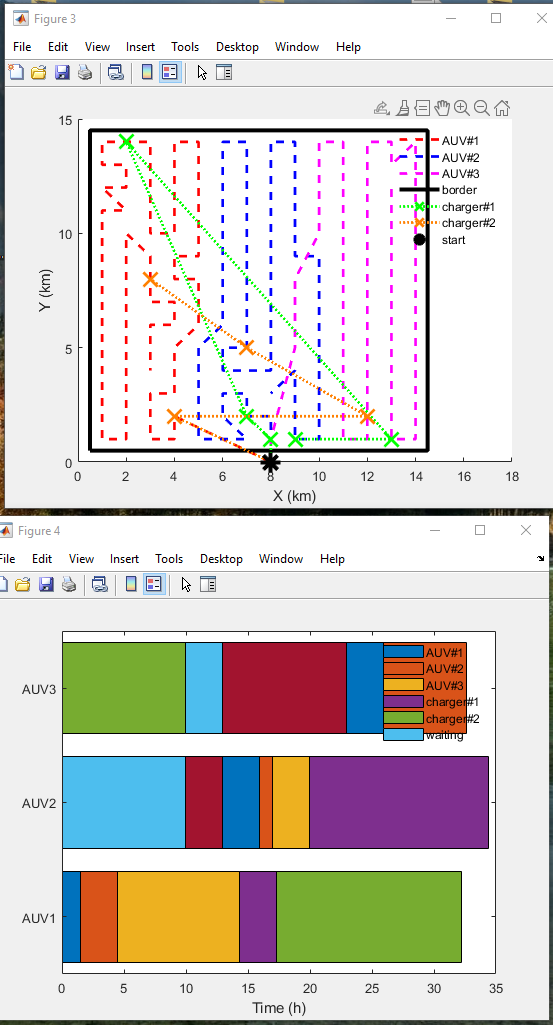 Figure 3
File Edit View Insert Tools Desktop Window Help
15
10
5
0
Y (km)
0 2 4 6 8 10 12 14 16 18
X (km)
AUV#1
AUV#2
AUV#3
border
charger#1
charger#2
start
Figure 4
File Edit View Insert Tools Desktop Window Help
AUV3
AUV2
AUV1
AUV#1
AUV#2
AUV#3
charger#1
charger#2
waiting
0 5 10 15 20 25 30 35
Time (h)